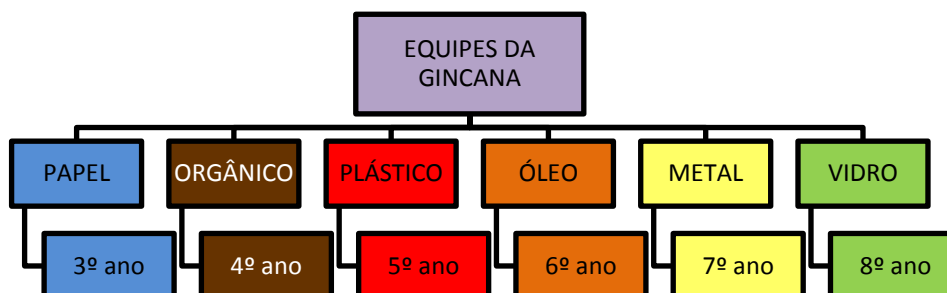 EQUIPES DA
GINCANA
PAPEL
ORGÂNICO
PLÁSTICO
ÓLEO
METAL
VIDRO
3º ano
4º ano
5º ano
6º ano
7º ano
8º ano